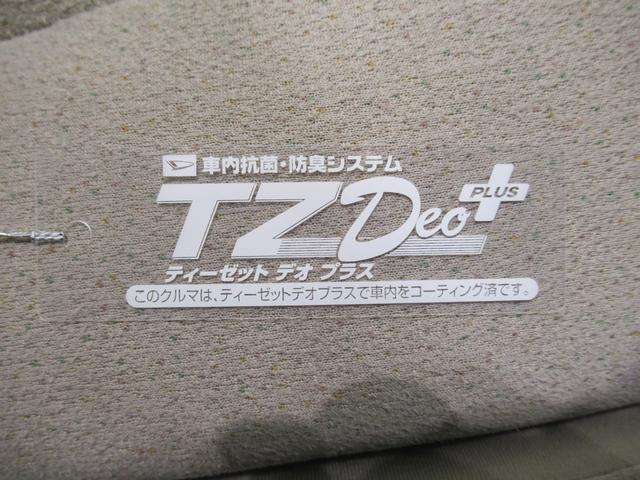 車内抗菌・防臭システム
TZ Deo PLUS
ティーゼット デオ プラス
このクルマは、ティーゼットデオプラスで車内をコーティング済です。